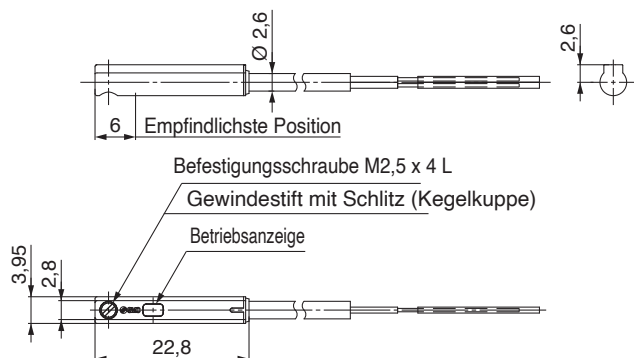 Ø 2,6
2,6
6
Empfindlichste Position
Befestigungsschraube M2,5 x 4 L
Gewindestift mit Schlitz (Kegelkuppe)
Betriebsanzeige
3,95
2,8
22,8